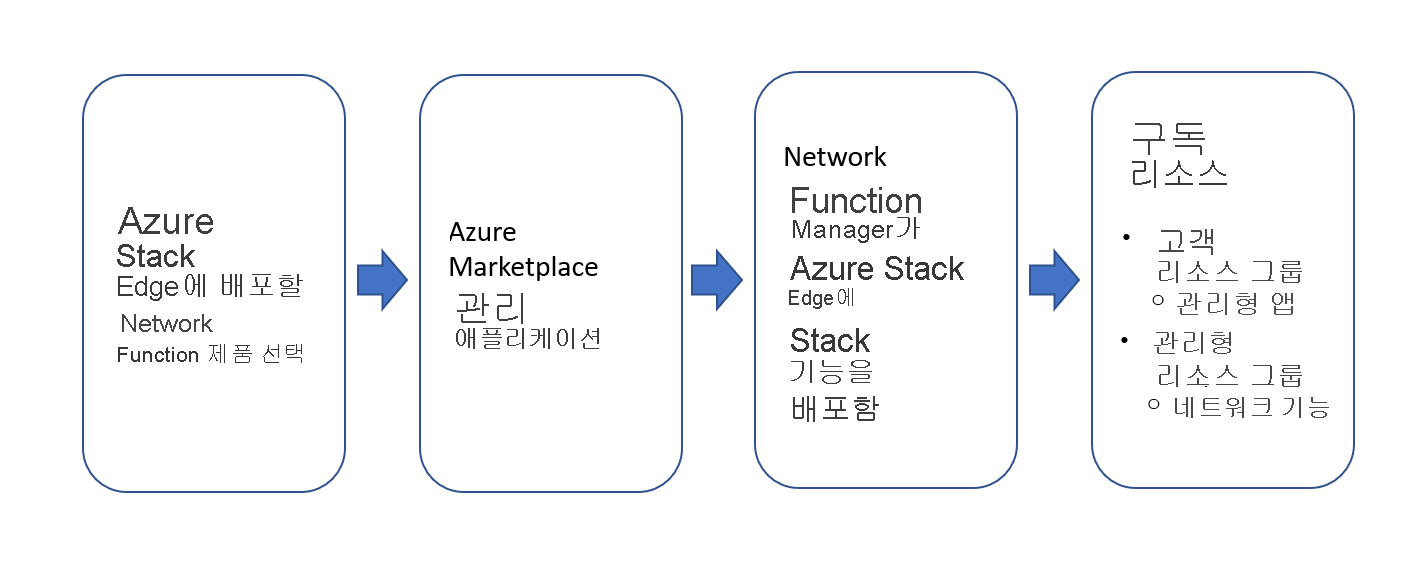 Azure
Stack
Edge에 배포할
Network
Function 제품 선택
Azure
Marketplace
관리
애플리케이션
Network
Function
Manager가
Azure Stack
Edge에
Stack
기능을
배포함
구독
리소스
• 고객
리소스 그룹
○ 관리형 앱
• 관리형
리소스 그룹
○ 네트워크 기능